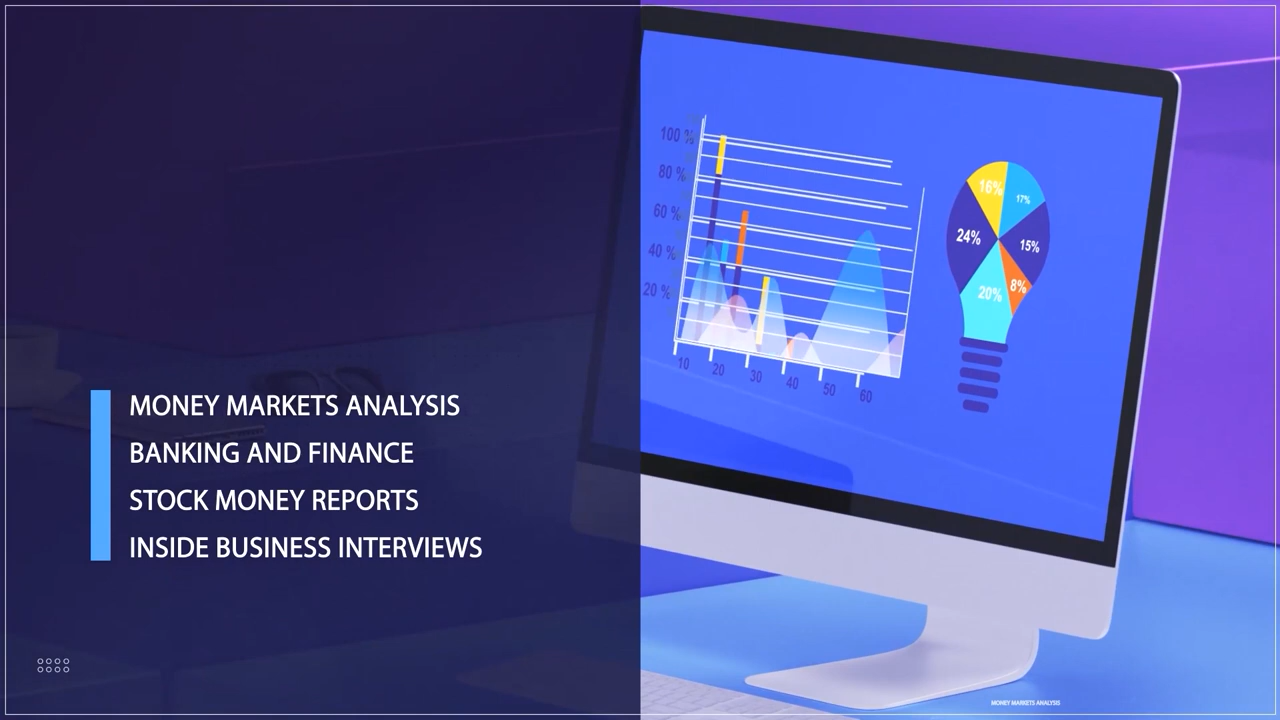 MONEY MARKETS ANALYSIS
BANKING AND FINANCE
STOCK MONEY REPORTS
INSIDE BUSINESS INTERVIEWS
100 %
80 %
60 %
40 %
20 %
10 20 30 40 50 60
16%
17%
24%
15%
20%
8%
MONEY MARKETS ANALYSIS